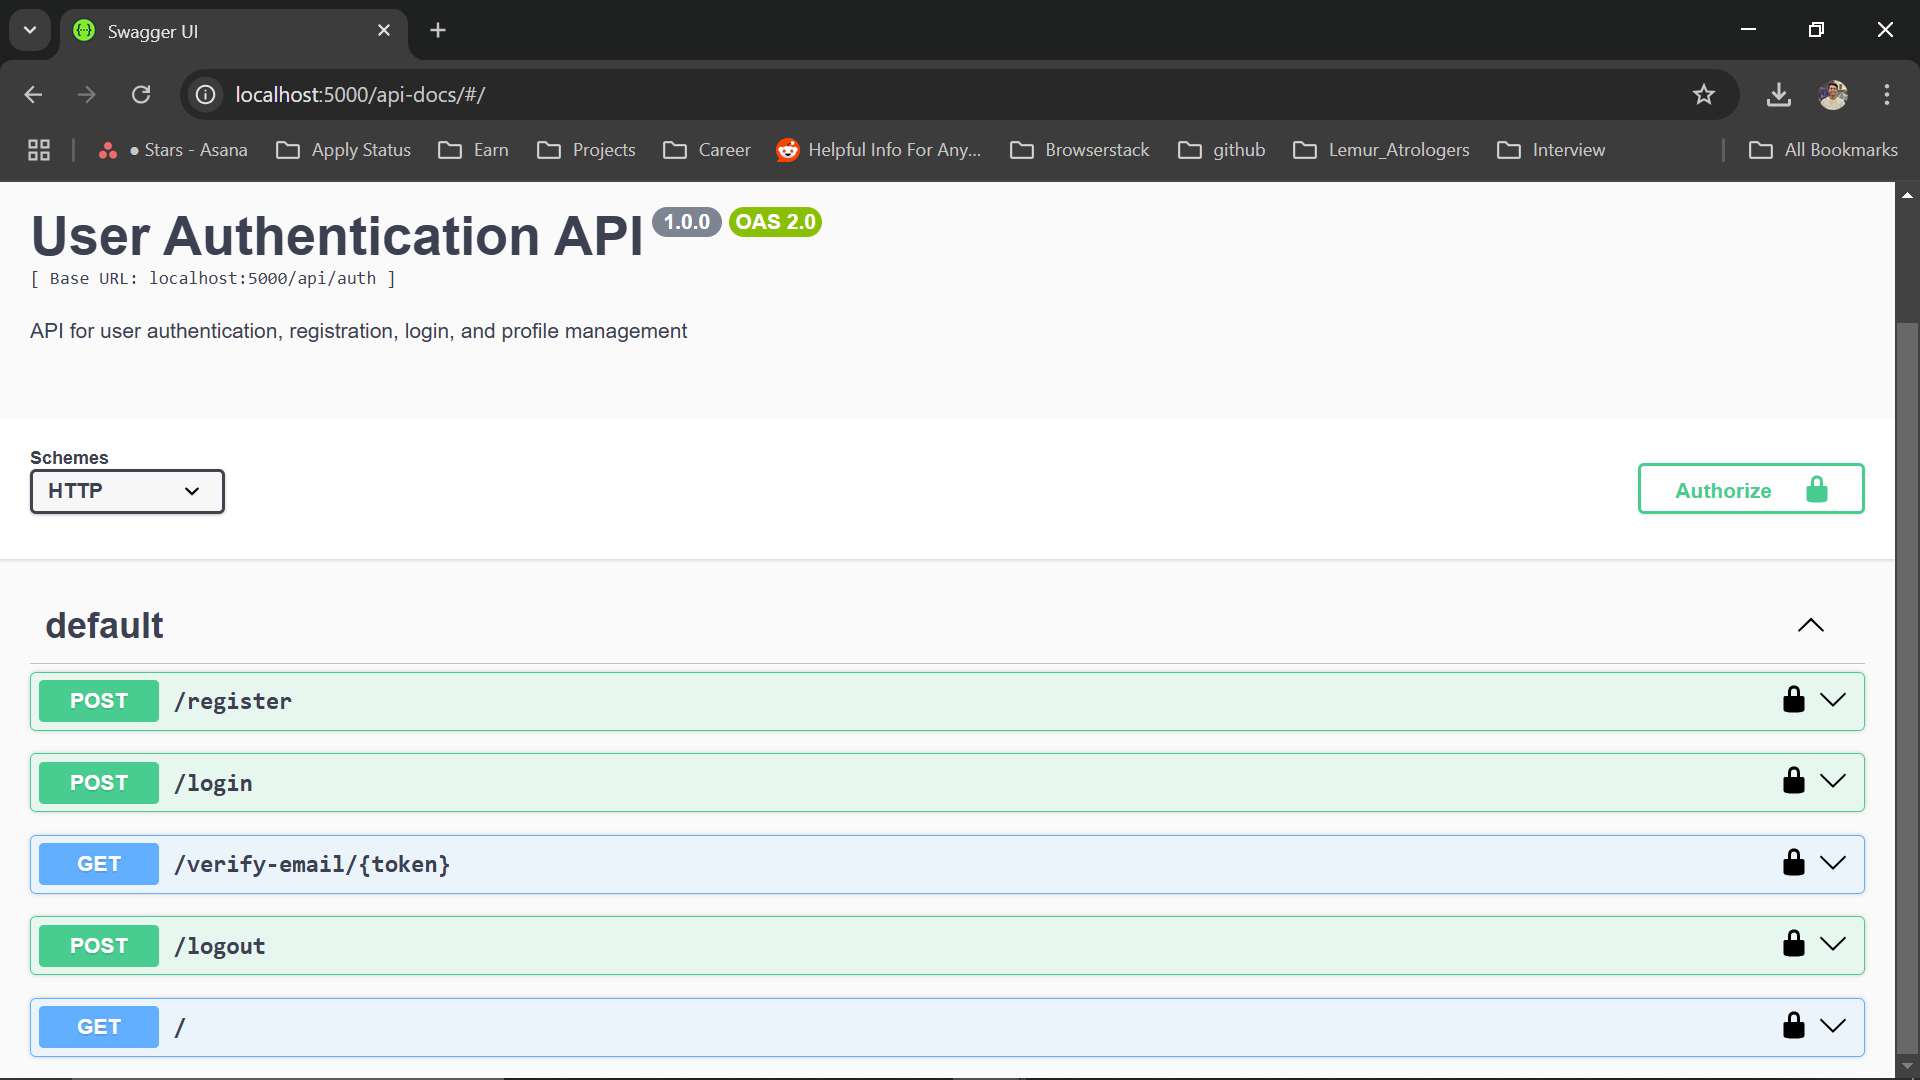 Swagger UI
localhost:5000/api-docs/#/
● Stars - Asana
Apply Status
Earn
Projects
Career
Helpful Info For Any...
Browserstack
github
Lemur_Atrologers
Interview
All Bookmarks
User Authentication API 1.0.0 OAS 2.0
[ Base URL: localhost:5000/api/auth ]
API for user authentication, registration, login, and profile management
Schemes
HTTP
Authorize
default
POST /register
POST /login
GET /verify-email/{token}
POST /logout
GET /